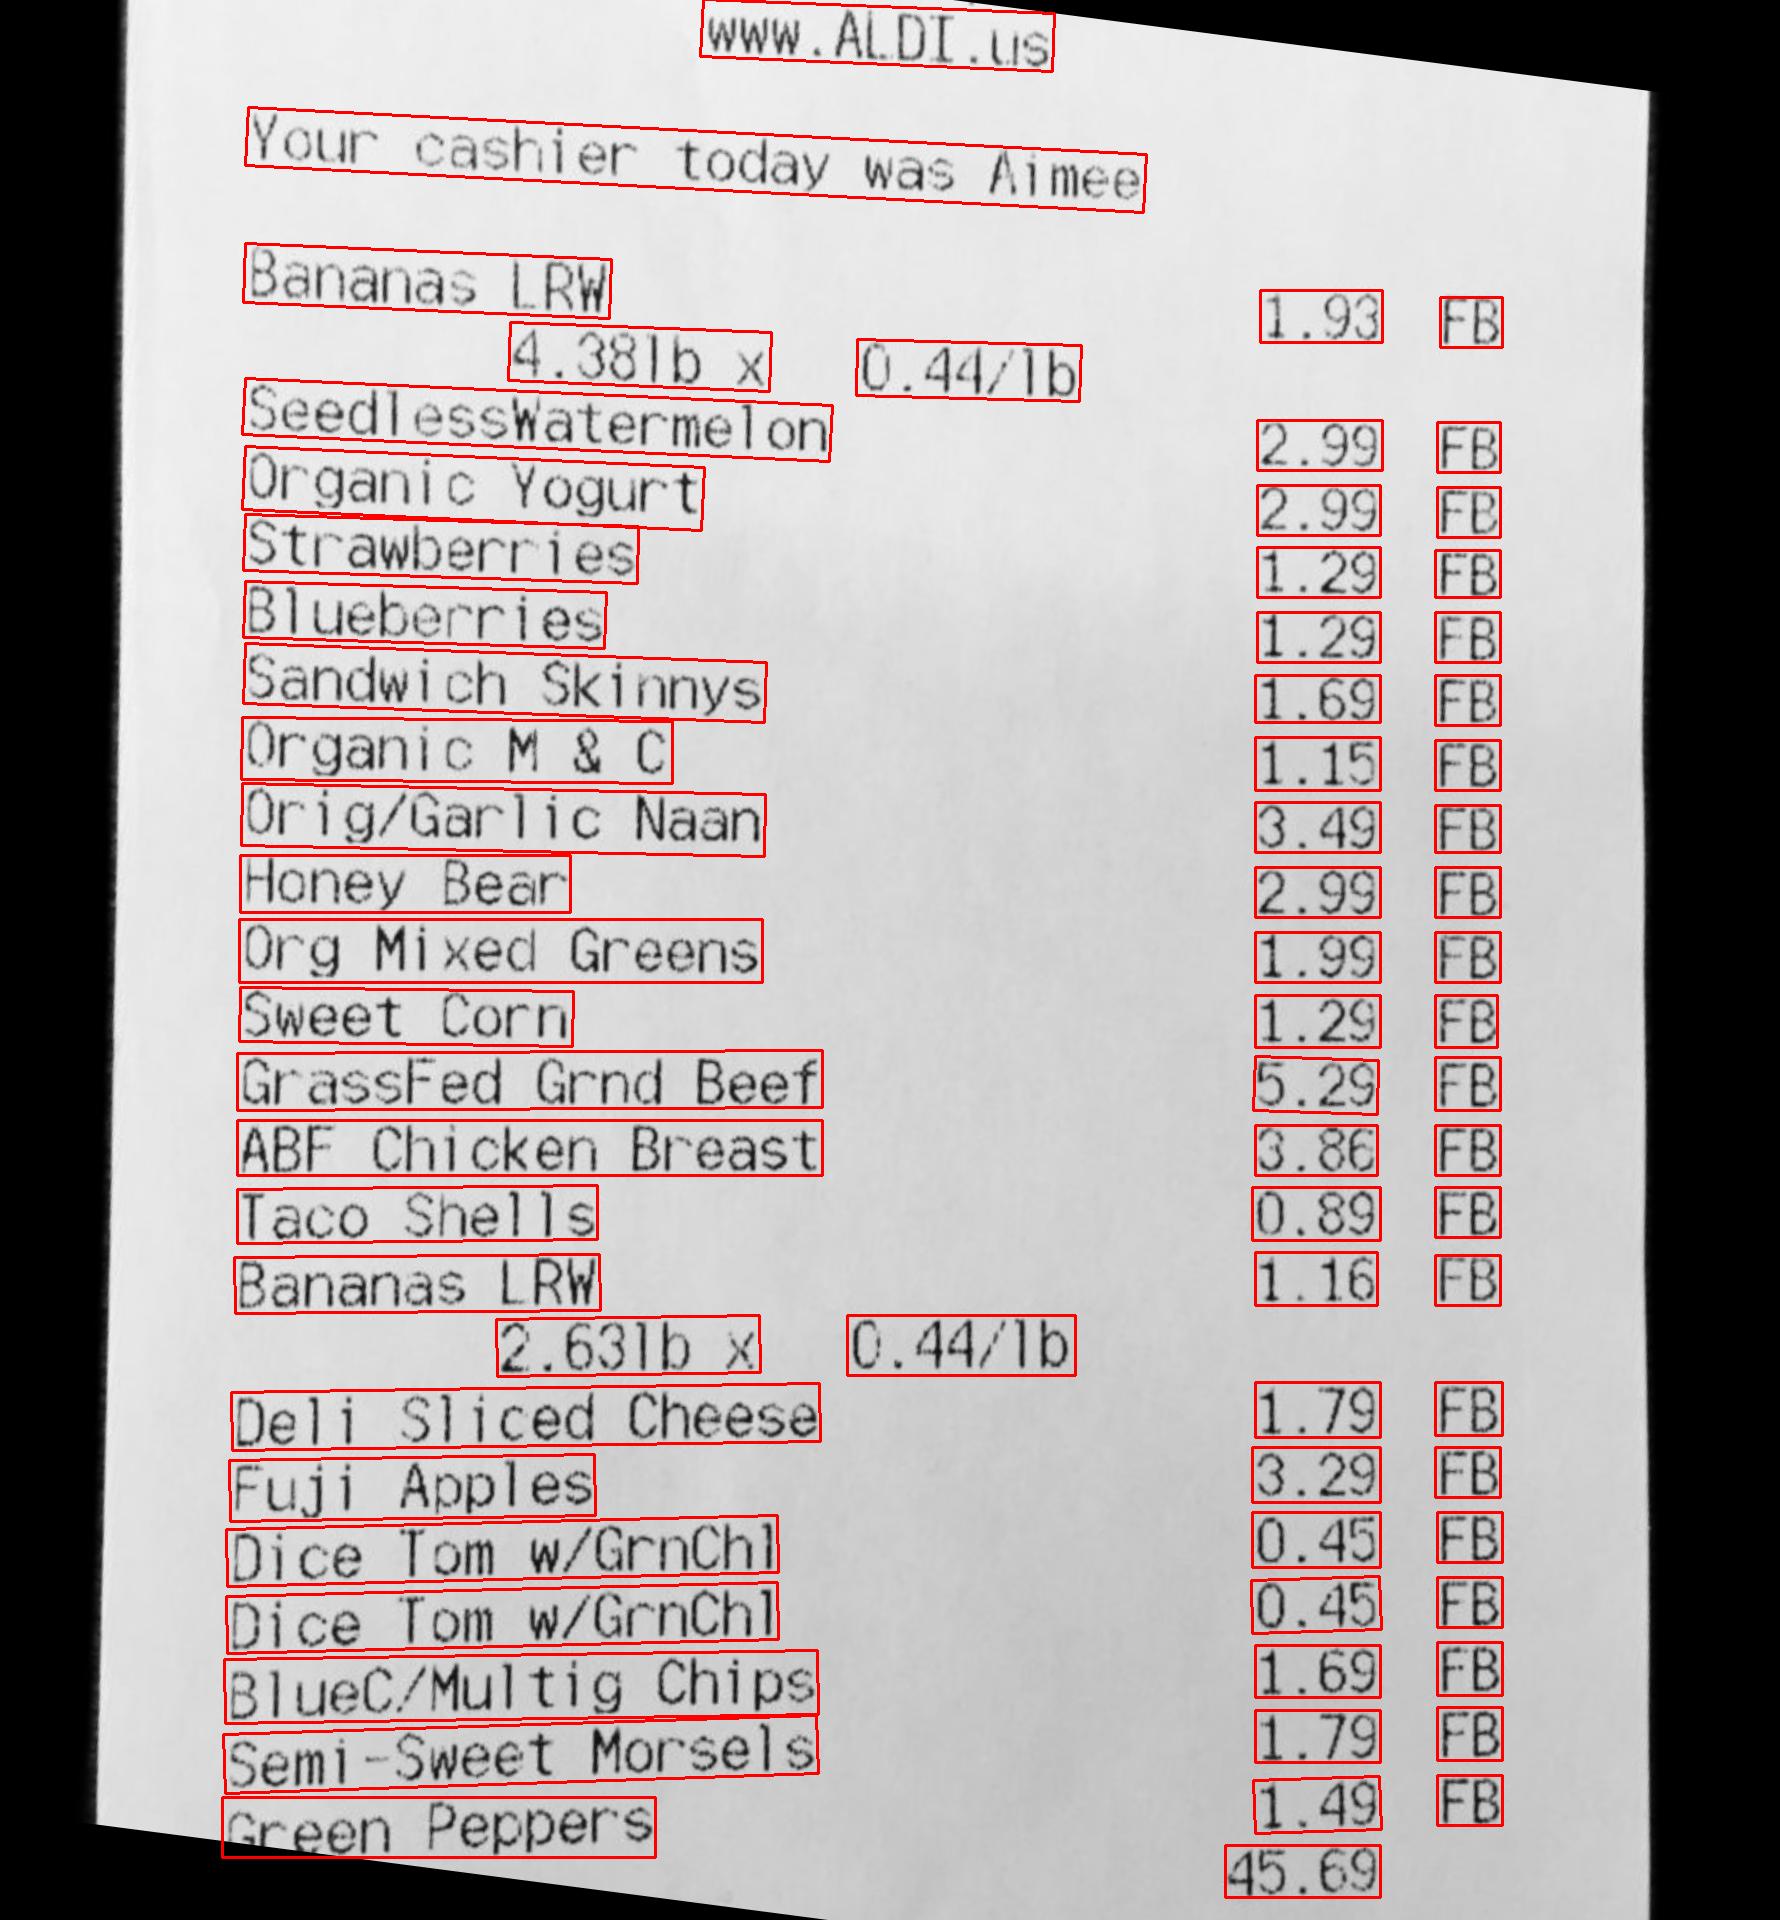 www.ALDI.us
Your cashier today was Aimee
Bananas LRW 1.93 FB
4.38lb x 0.44/lb
SeedlessWatermelon 2.99 FB
Organic Yogurt 2.99 FB
Strawberries 1.29 FB
Blueberries 1.29 FB
Sandwich Skinnys 1.69 FB
Organic M & C 1.15 FB
Orig/Garlic Naan 3.49 FB
Honey Bear 2.99 FB
Org Mixed Greens 1.99 FB
Sweet Corn 1.29 FB
GrassFed Grnd Beef 5.29 FB
ABF Chicken Breast 3.86 FB
Taco Shells 0.89 FB
Bananas LRW 1.16 FB
2.63lb x 0.44/lb
Deli Sliced Cheese 1.79 FB
Fuji Apples 3.29 FB
Dice Tom w/GrnChl 0.45 FB
Dice Tom w/GrnChl 0.45 FB
BlueC/Multig Chips 1.69 FB
Semi-Sweet Morsels 1.79 FB
Green Peppers 1.49 FB
45.69